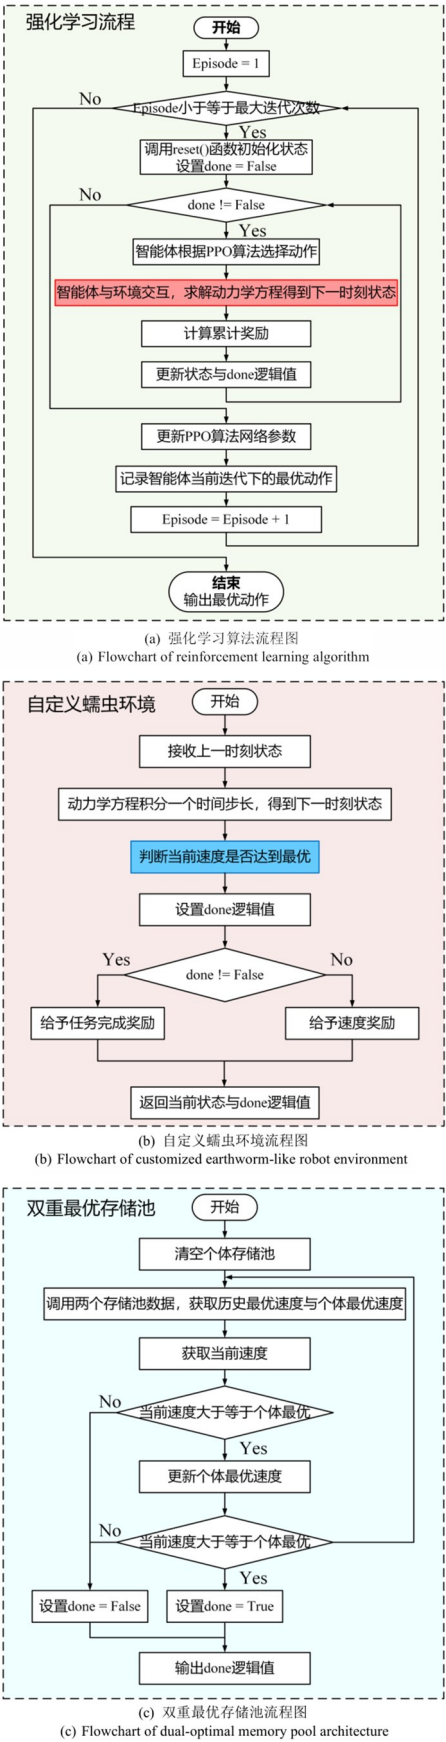 强化学习流程
开始
Episode = 1
No
Episode小于等于最大迭代次数
Yes
调用reset()函数初始化状态
设置done = False
No
done != False
Yes
智能体根据PPO算法选择动作
智能体与环境交互，求解动力学方程得到下一时刻状态
计算累计奖励
更新状态与done逻辑值
更新PPO算法网络参数
记录智能体当前迭代下的最优动作
Episode = Episode + 1
结束
输出最优动作
(a) 强化学习算法流程图
(a) Flowchart of reinforcement learning algorithm
自定义蠕虫环境
开始
接收上一时刻状态
动力学方程积分一个时间步长，得到下一时刻状态
判断当前速度是否达到最优
设置done逻辑值
Yes
done != False
No
给予任务完成奖励
给予速度奖励
返回当前状态与done逻辑值
(b) 自定义蠕虫环境流程图
(b) Flowchart of customized earthworm-like robot environment
双重最优存储池
开始
清空个体存储池
调用两个存储池数据，获取历史最优速度与个体最优速度
获取当前速度
No
当前速度大于等于个体最优
Yes
更新个体最优速度
No
当前速度大于等于个体最优
Yes
设置done = False
设置done = True
输出done逻辑值
(c) 双重最优存储池流程图
(c) Flowchart of dual-optimal memory pool architecture